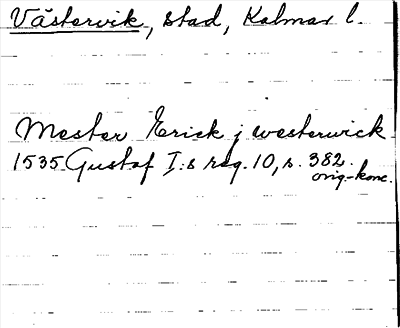 Västervik, stad, Kalmar l.
Mester Erick j westerwick
1535 Gustaf I:s reg. 10, s. 382.
orig.-konc.